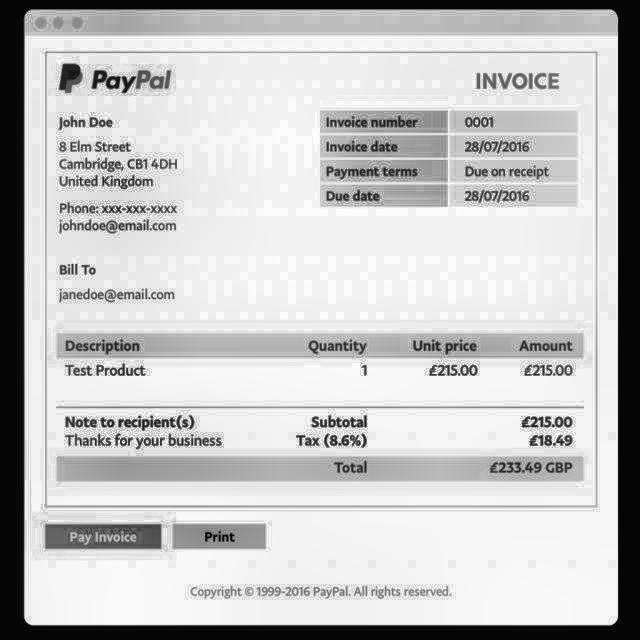 PayPal
INVOICE
John Doe
8 Elm Street
Cambridge, CB1 4DH
United Kingdom
Phone: xxx-xxx-xxxx
johndoe@email.com
Invoice number 0001
Invoice date 28/07/2016
Payment terms Due on receipt
Due date 28/07/2016
Bill To
janedoe@email.com
Description Quantity Unit price Amount
Test Product 1 £215.00 £215.00
Note to recipient(s) Subtotal £215.00
Thanks for your business Tax (8.6%) £18.49
Total £233.49 GBP
Pay Invoice Print
Copyright © 1999-2016 PayPal. All rights reserved.